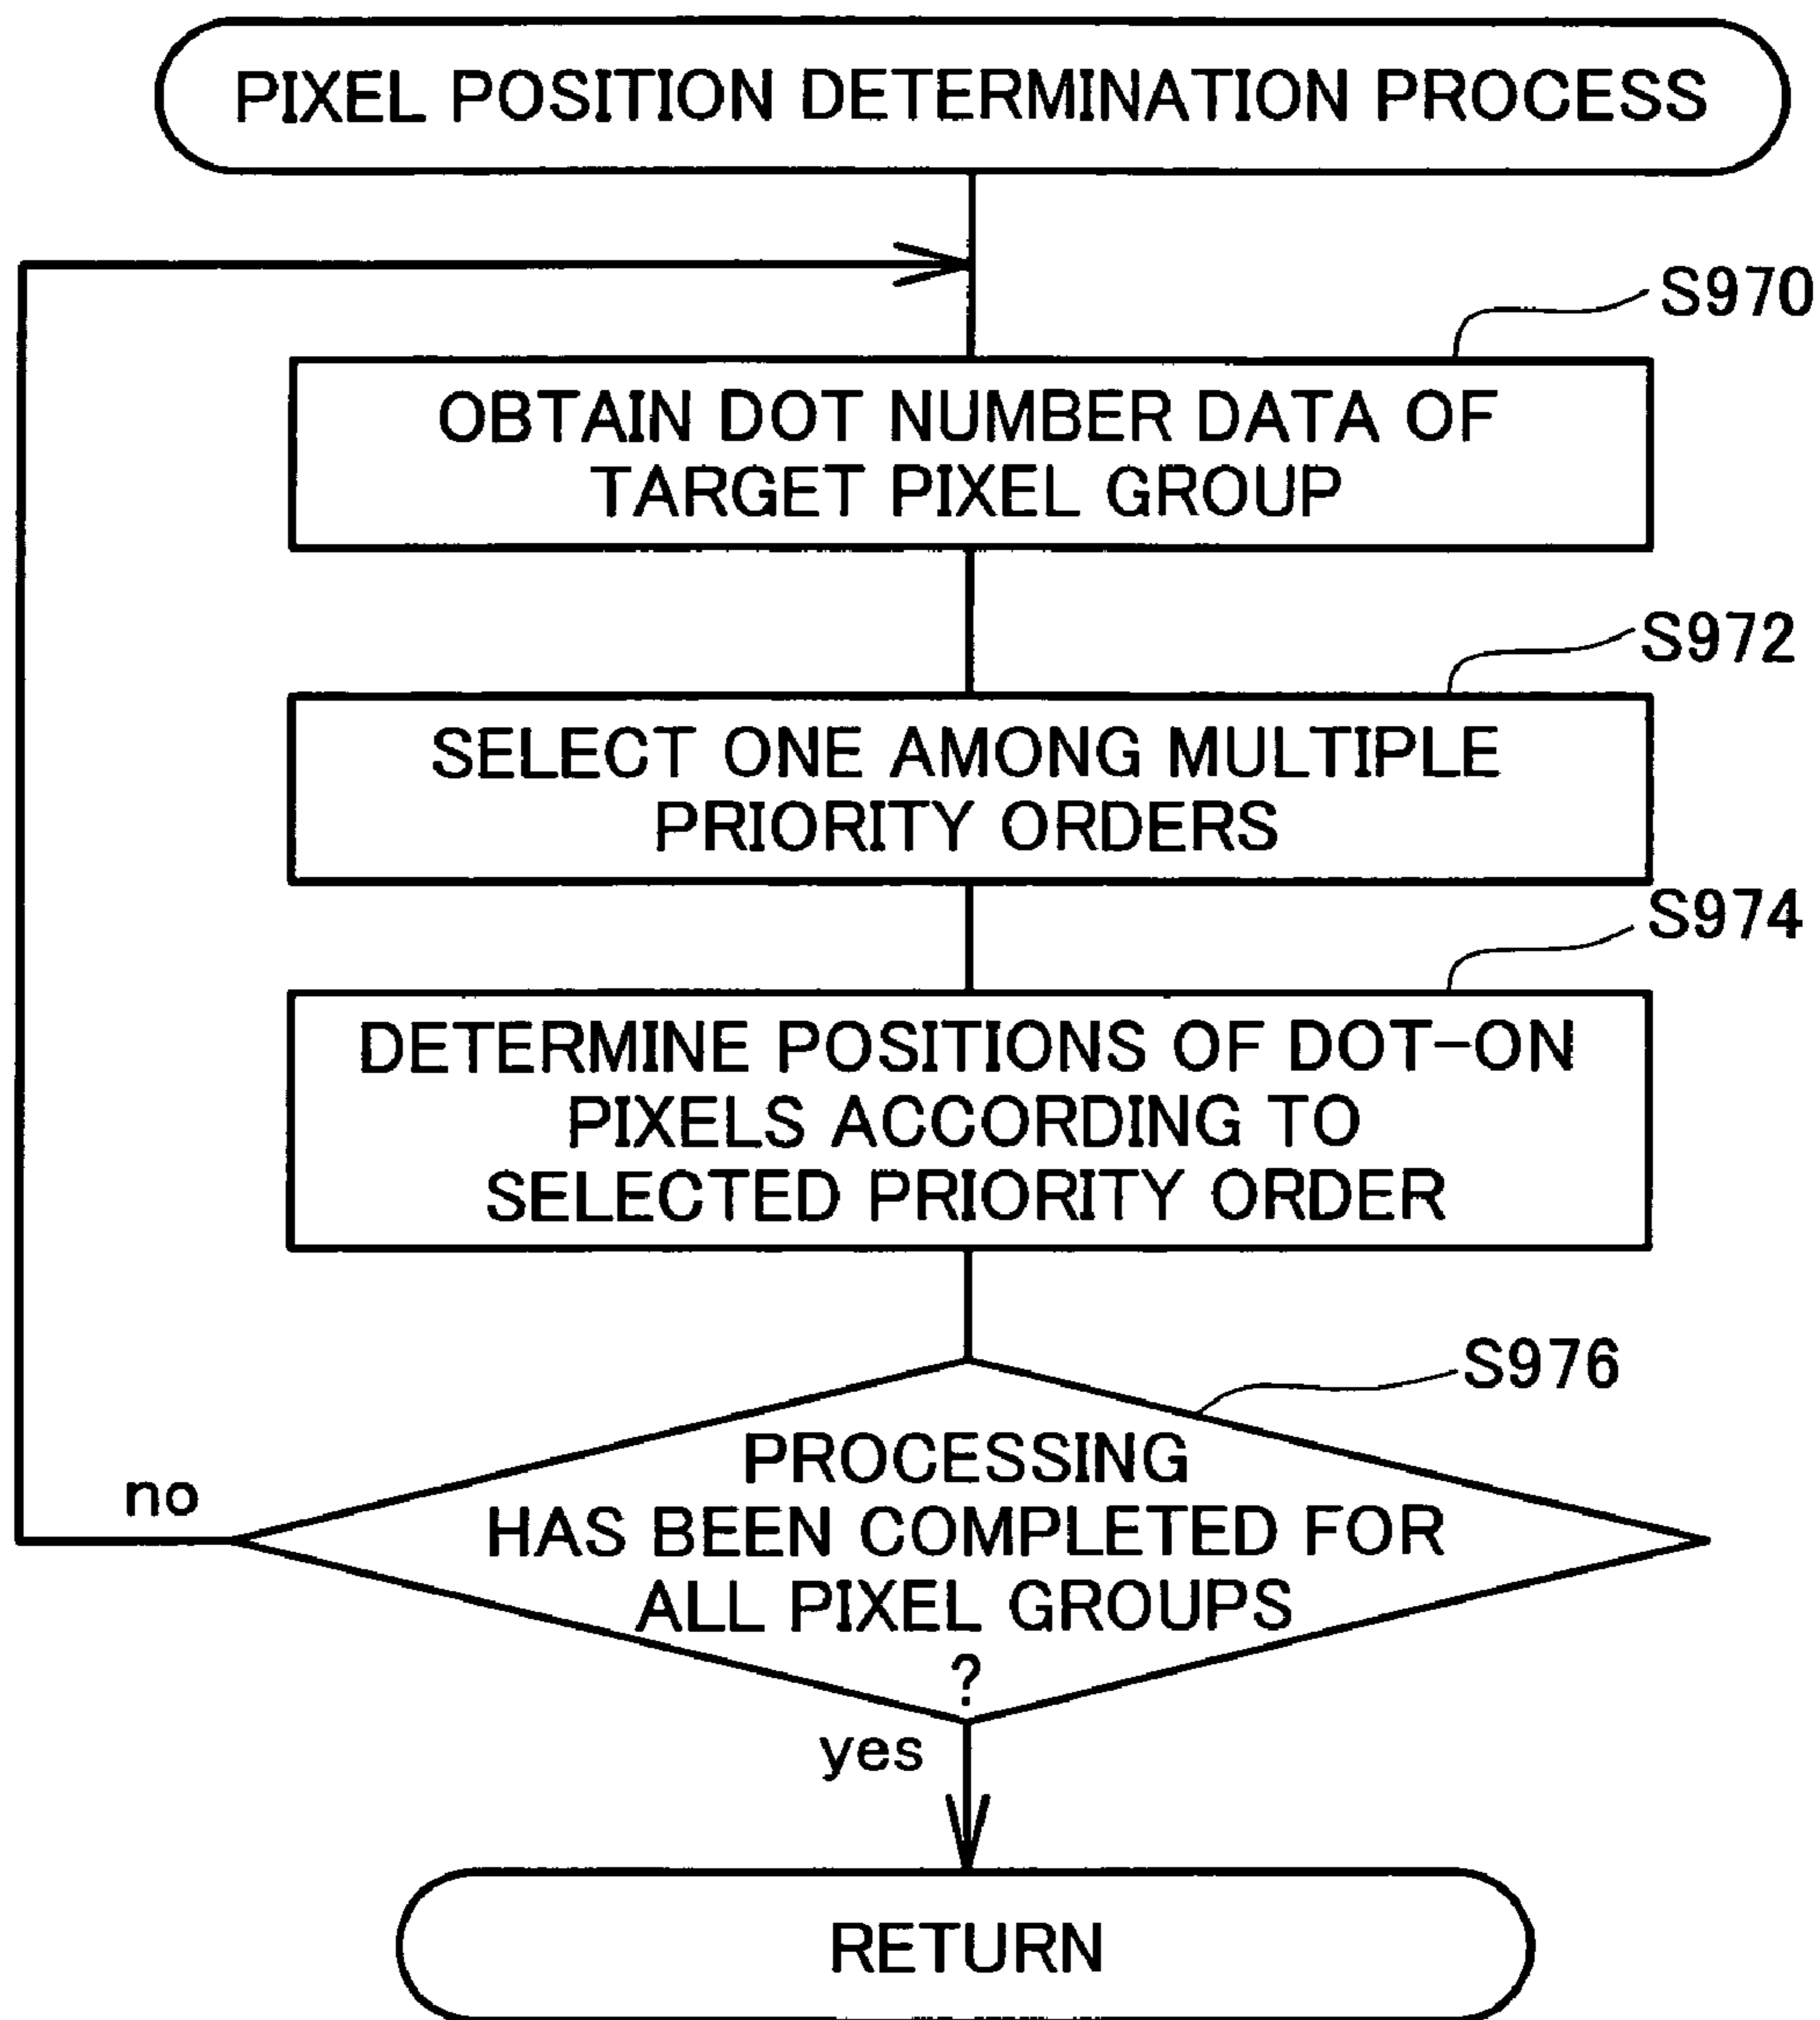 PIXEL POSITION DETERMINATION PROCESS
S970
OBTAIN DOT NUMBER DATA OF
TARGET PIXEL GROUP
S972
SELECT ONE AMONG MULTIPLE
PRIORITY ORDERS
S974
DETERMINE POSITIONS OF DOT-ON
PIXELS ACCORDING TO
SELECTED PRIORITY ORDER
S976
PROCESSING
HAS BEEN COMPLETED FOR
ALL PIXEL GROUPS
?
no
yes
RETURN